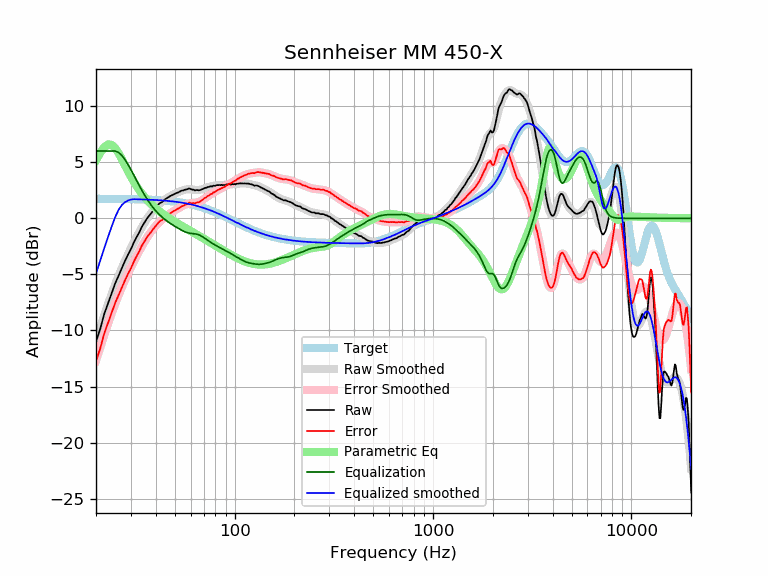 Sennheiser MM 450-X
Amplitude (dBr)
10
5
0
−5
−10
−15
−20
−25
Target
Raw Smoothed
Error Smoothed
Raw
Error
Parametric Eq
Equalization
Equalized smoothed
100
1000
10000
Frequency (Hz)